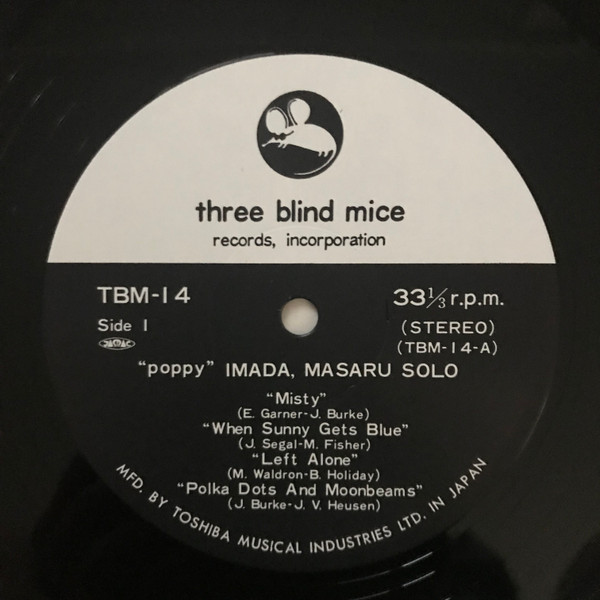 three blind mice
records, incorporation
TBM-14 33 1/3 r.p.m.
Side 1 (STEREO)
(TBM-14-A)
"poppy" IMADA, MASARU SOLO
"Misty"
(E. Garner-J. Burke)
"When Sunny Gets Blue"
(J. Segal-M. Fisher)
"Left Alone"
(M. Waldron-B. Holiday)
"Polka Dots And Moonbeams"
(J. Burke-J. V. Heusen)
MFD. BY TOSHIBA MUSICAL INDUSTRIES LTD. IN JAPAN